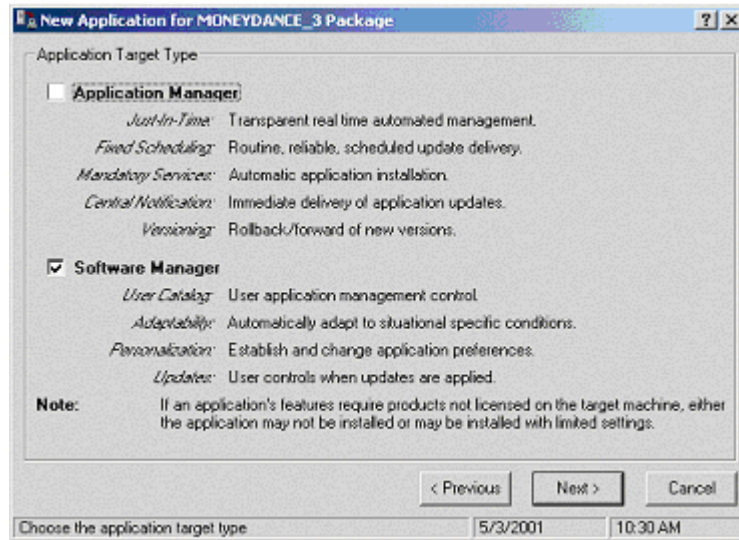 New Application for MONEYDANCE_3 Package
Application Target Type
Application Manager
Just-In-Time: Transparent real time automated management.
Fixed Scheduling: Routine, reliable, scheduled update delivery.
Mandatory Services: Automatic application installation.
Central Notification: Immediate delivery of application updates.
Versioning: Rollback/forward of new versions.
Software Manager
User Catalog: User application management control.
Adaptability: Automatically adapt to situational specific conditions.
Personalization: Establish and change application preferences.
Updates: User controls when updates are applied.
Note: If an application's features require products not licensed on the target machine, either
the application may not be installed or may be installed with limited settings.
< Previous Next > Cancel
Choose the application target type 5/3/2001 10:30 AM